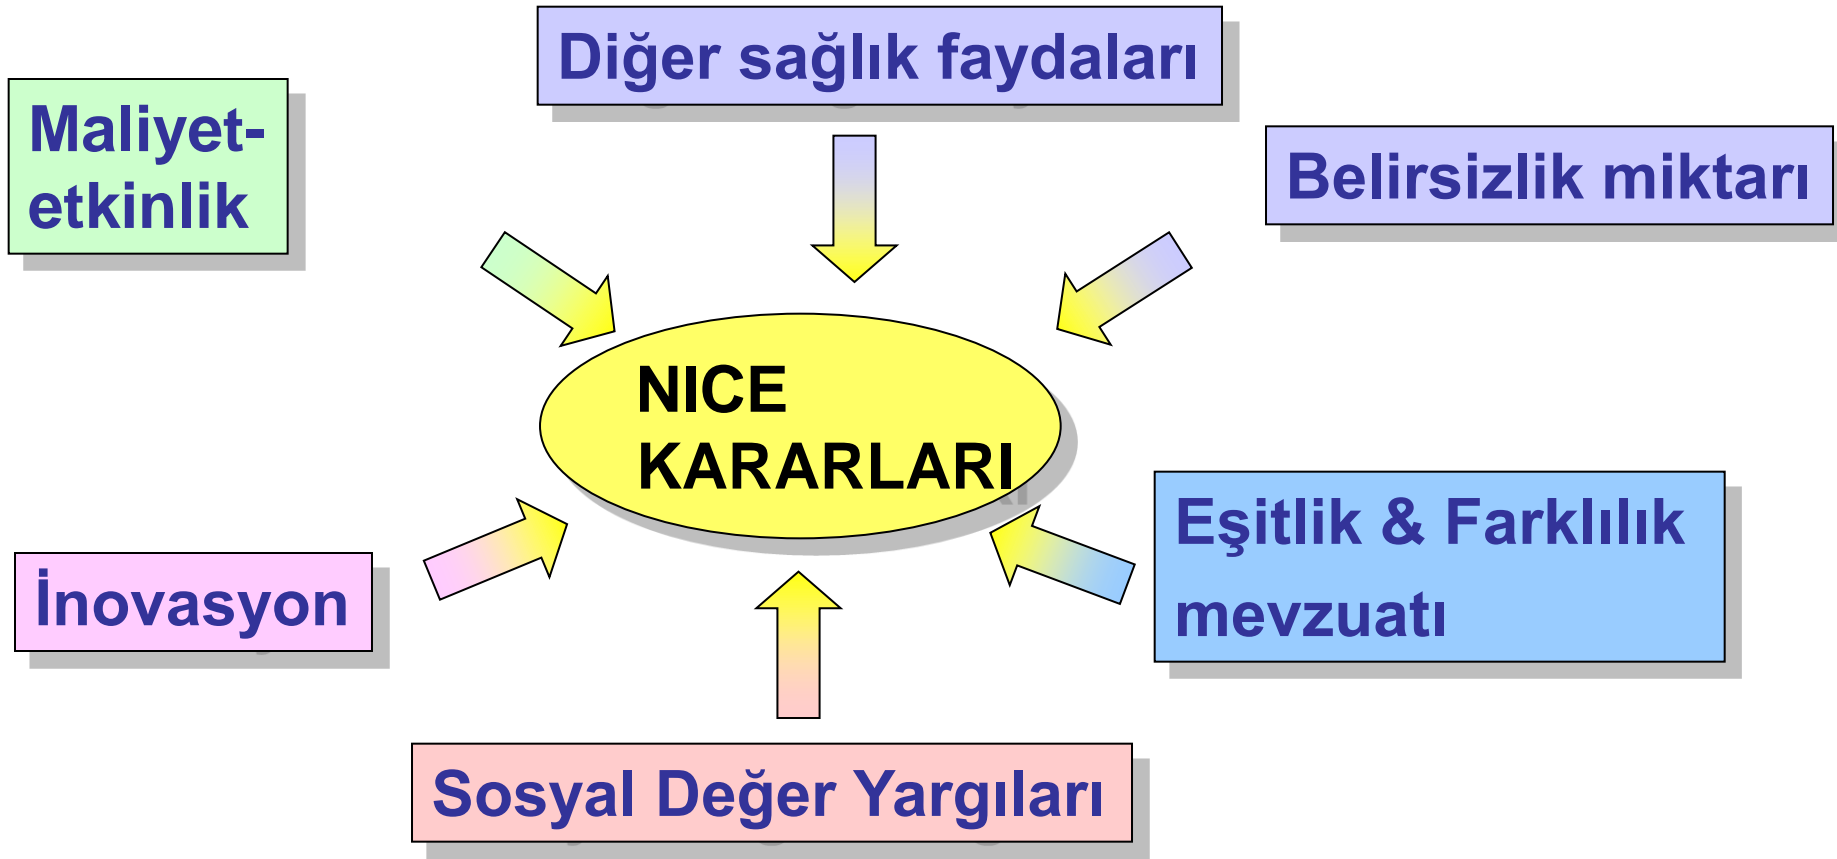 Diğer sağlık faydaları
Maliyet-
etkinlik
Belirsizlik miktarı
NICE
KARARLARI
Eşitlik & Farklılık
mevzuatı
İnovasyon
Sosyal Değer Yargıları